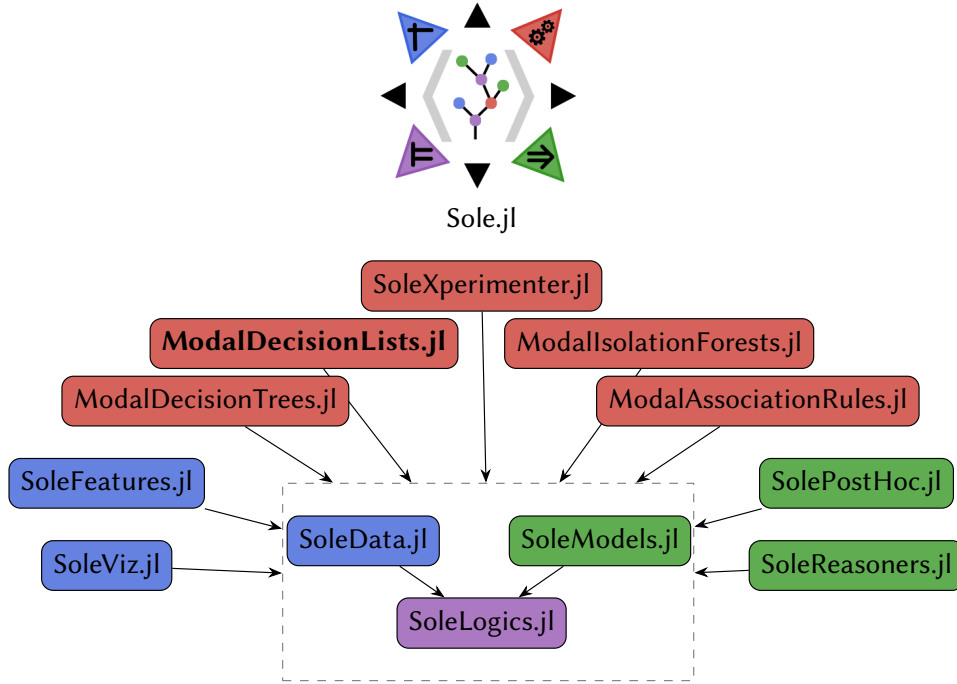 Sole.jl
SoleXperimenter.jl
ModalDecisionLists.jl
ModalIsolationForests.jl
ModalDecisionTrees.jl
ModalAssociationRules.jl
SoleFeatures.jl
SolePostHoc.jl
SoleData.jl
SoleModels.jl
SoleViz.jl
SoleReasoners.jl
SoleLogics.jl